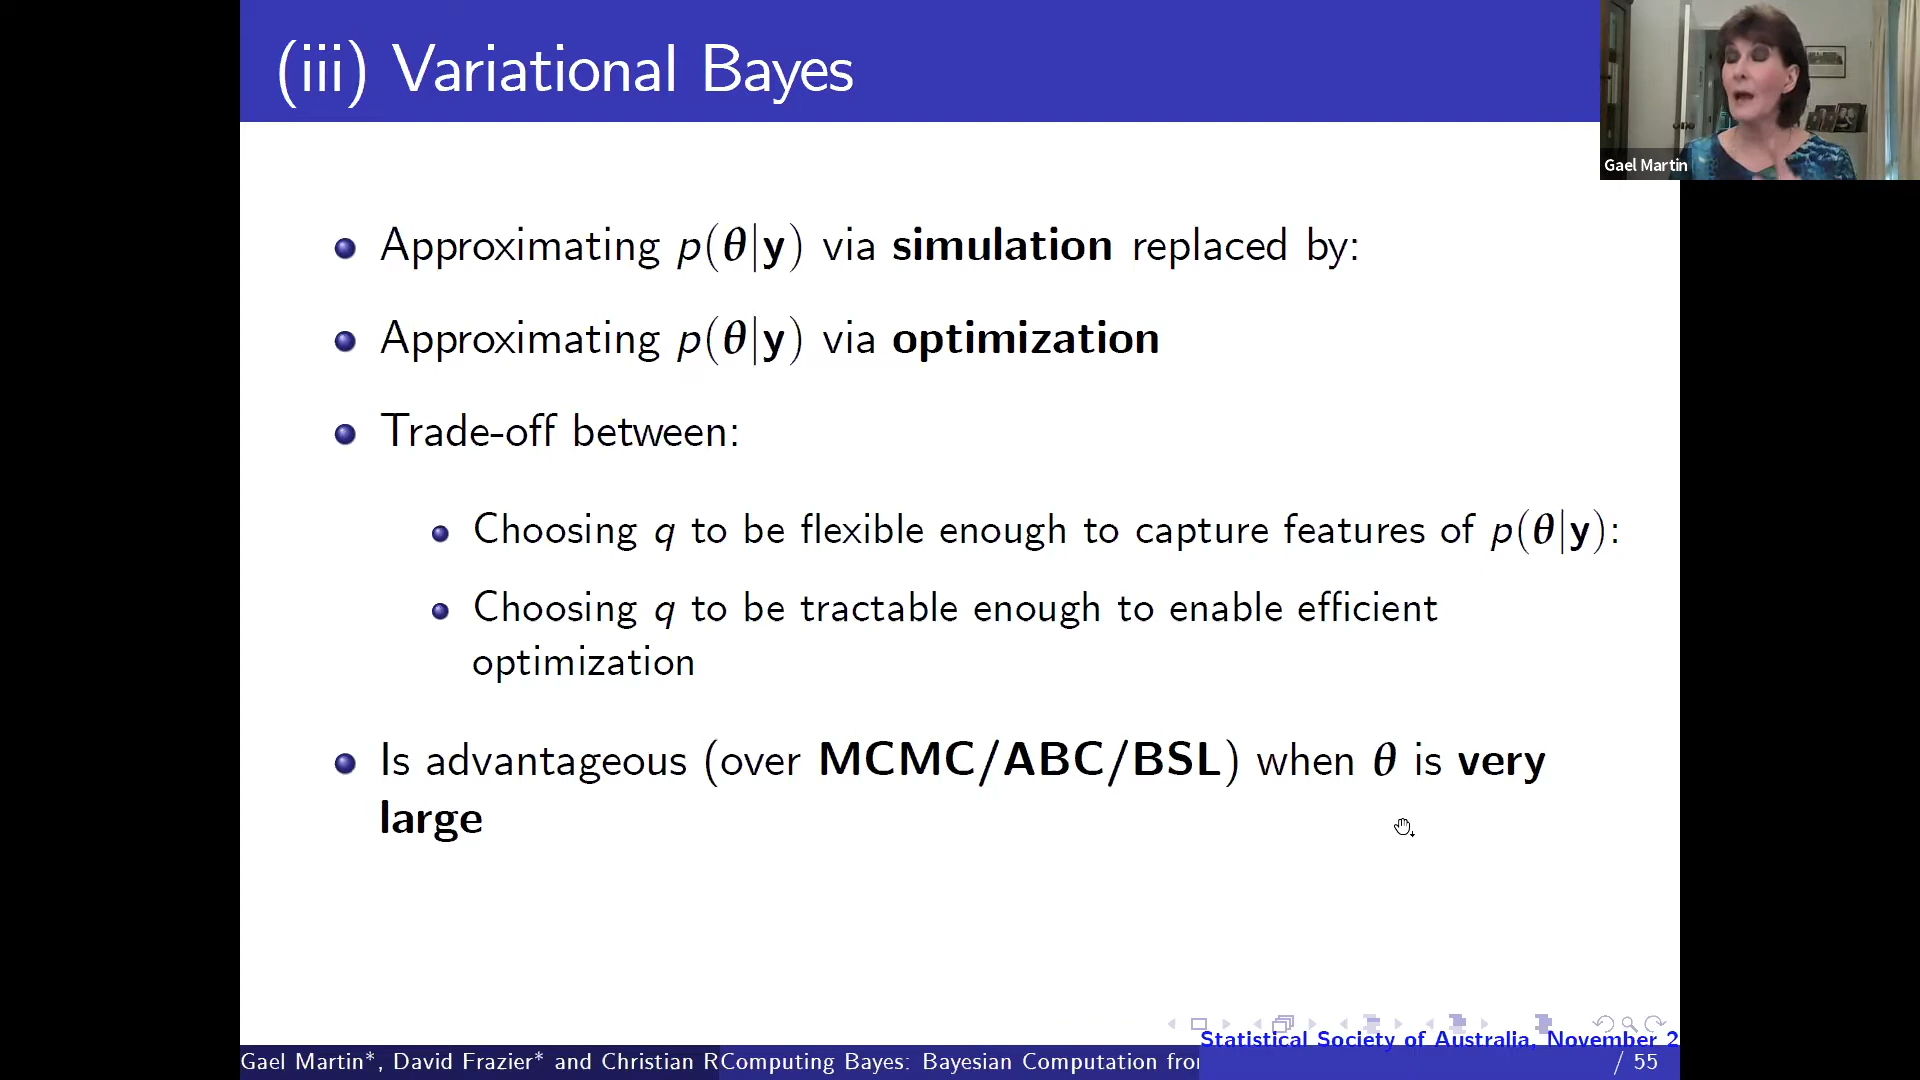 (iii) Variational Bayes
Gael Martin
Approximating p(θ|y) via simulation replaced by:
Approximating p(θ|y) via optimization
Trade-off between:
Choosing q to be flexible enough to capture features of p(θ|y):
Choosing q to be tractable enough to enable efficient
optimization
Is advantageous (over MCMC/ABC/BSL) when θ is very
large
Statistical Society of Australia, November 2
Gael Martin*, David Frazier* and Christian R
Computing Bayes: Bayesian Computation from
/ 55